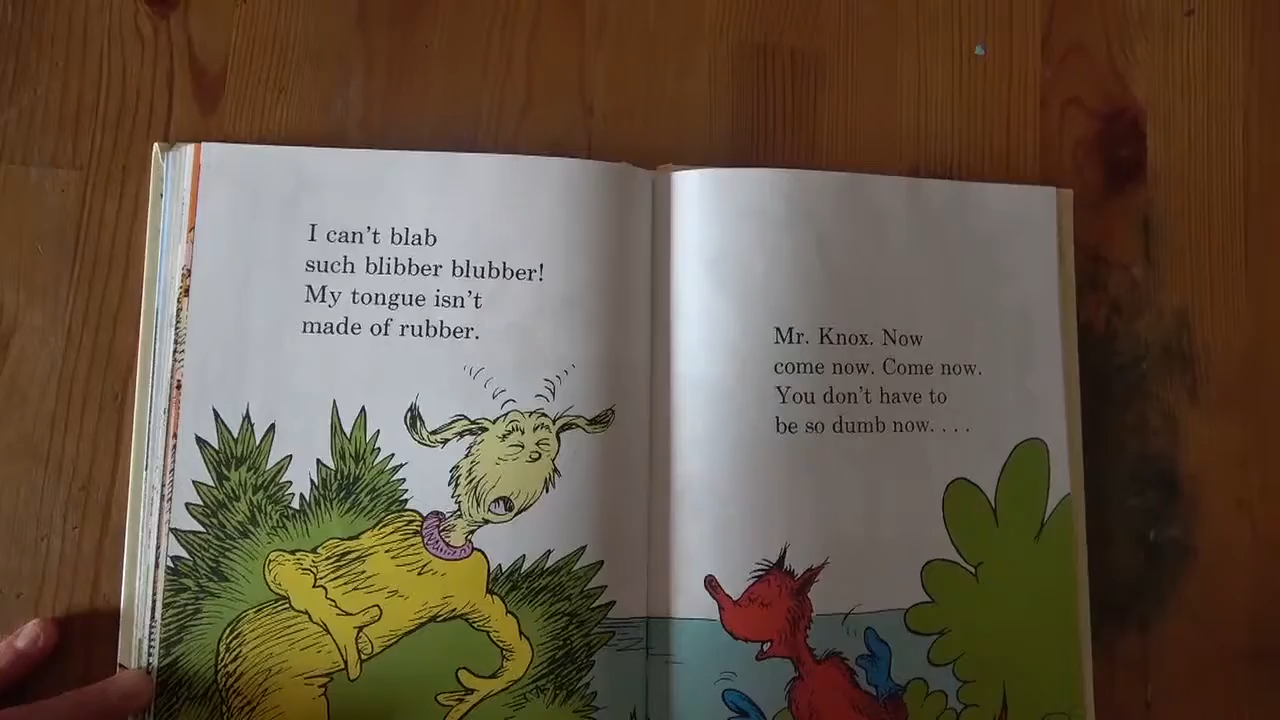 I can't blab
such blibber blubber!
My tongue isn't
made of rubber.
Mr. Knox. Now
come now. Come now.
You don't have to
be so dumb now. . . .